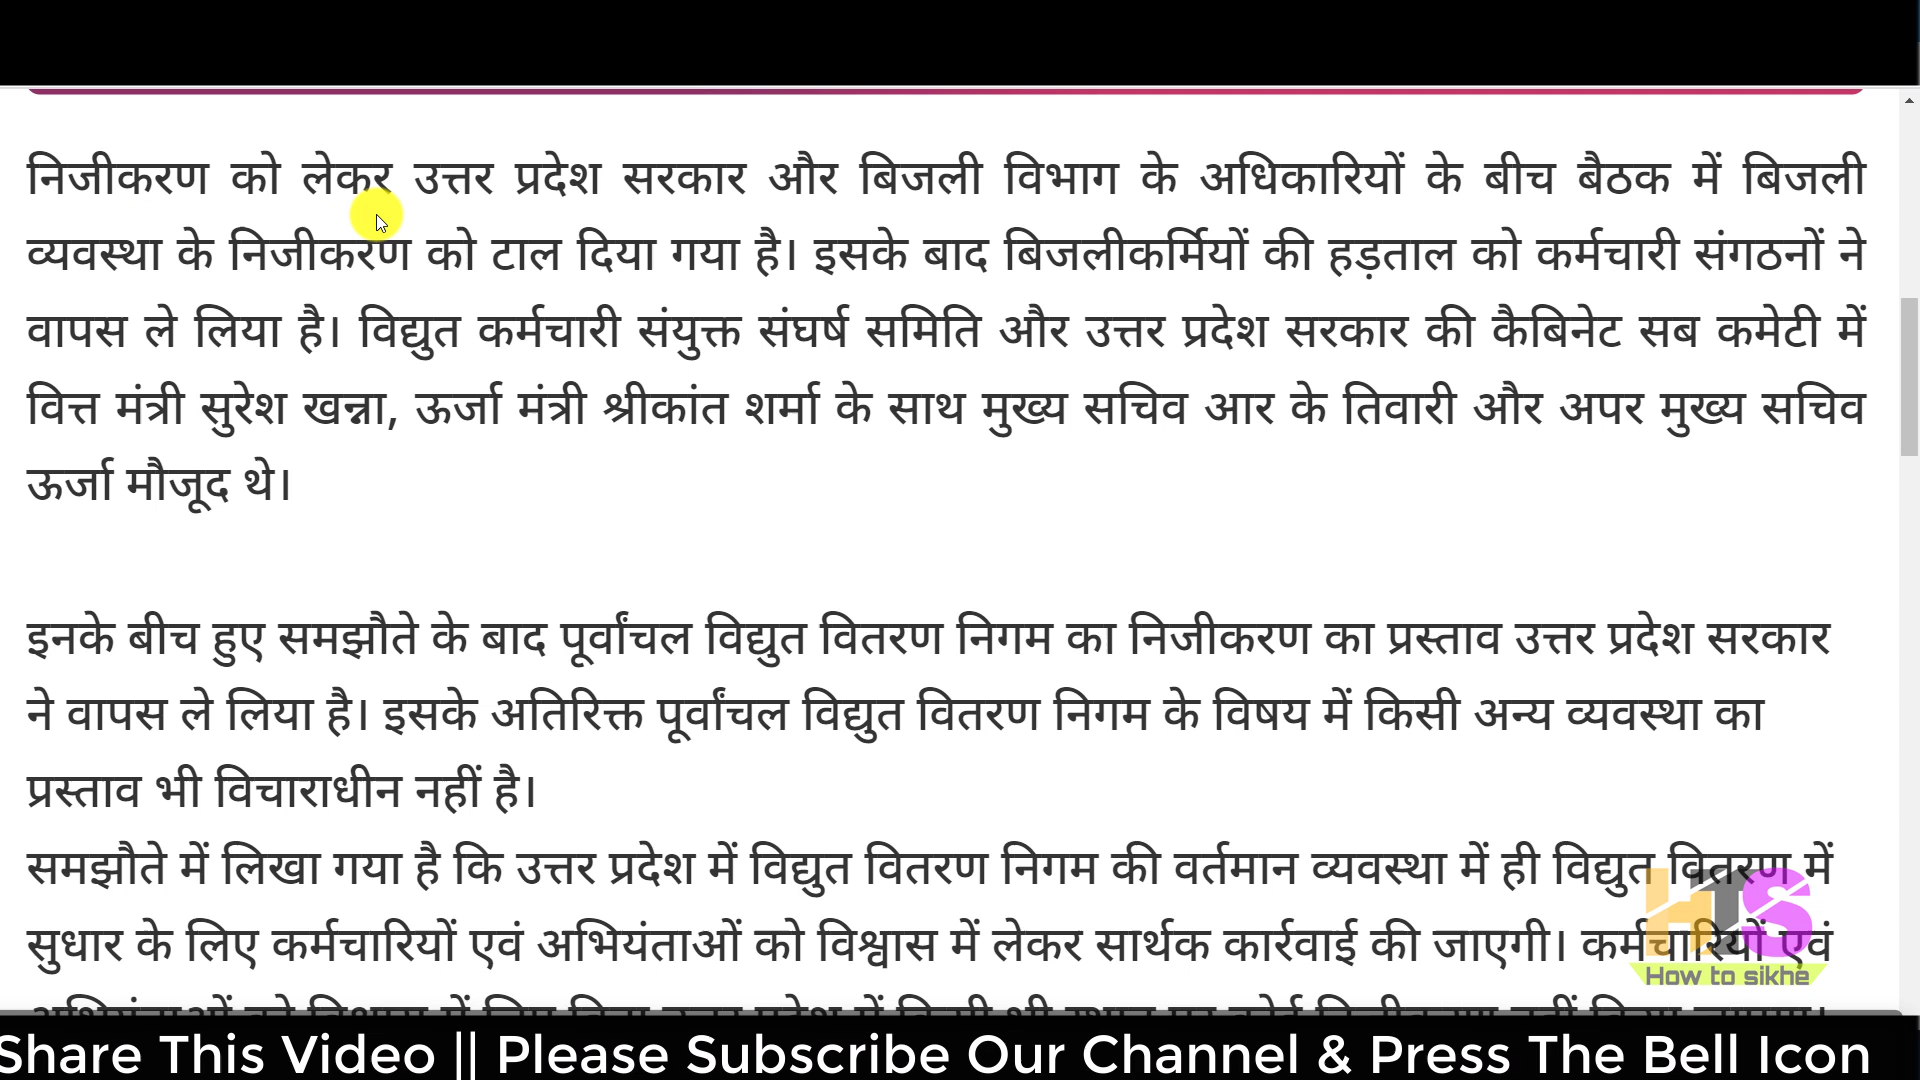 निजीकरण को लेकर उत्तर प्रदेश सरकार और बिजली विभाग के अधिकारियों के बीच बैठक में बिजली
व्यवस्था के निजीकरण को टाल दिया गया है। इसके बाद बिजलीकर्मियों की हड़ताल को कर्मचारी संगठनों ने
वापस ले लिया है। विद्युत कर्मचारी संयुक्त संघर्ष समिति और उत्तर प्रदेश सरकार की कैबिनेट सब कमेटी में
वित्त मंत्री सुरेश खन्ना, ऊर्जा मंत्री श्रीकांत शर्मा के साथ मुख्य सचिव आर के तिवारी और अपर मुख्य सचिव
ऊर्जा मौजूद थे।
इनके बीच हुए समझौते के बाद पूर्वांचल विद्युत वितरण निगम का निजीकरण का प्रस्ताव उत्तर प्रदेश सरकार
ने वापस ले लिया है। इसके अतिरिक्त पूर्वांचल विद्युत वितरण निगम के विषय में किसी अन्य व्यवस्था का
प्रस्ताव भी विचाराधीन नहीं है।
समझौते में लिखा गया है कि उत्तर प्रदेश में विद्युत वितरण निगम की वर्तमान व्यवस्था में ही विद्युत वितरण में
सुधार के लिए कर्मचारियों एवं अभियंताओं को विश्वास में लेकर सार्थक कार्रवाई की जाएगी। कर्मचारियों एवं
HTS
How to sikhe
Share This Video || Please Subscribe Our Channel & Press The Bell Icon